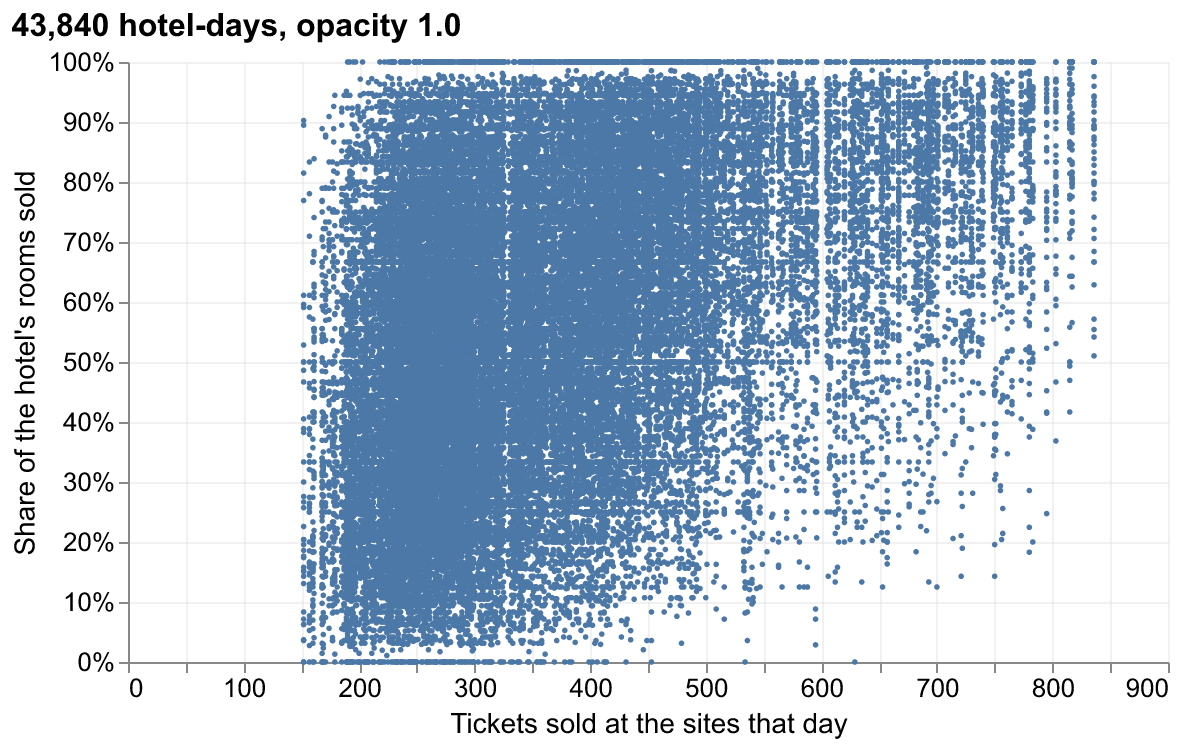 43,840 hotel-days, opacity 1.0
100%
90%
80%
70%
60%
50%
40%
30%
20%
10%
0%
Share of the hotel's rooms sold
0 100 200 300 400 500 600 700 800 900
Tickets sold at the sites that day